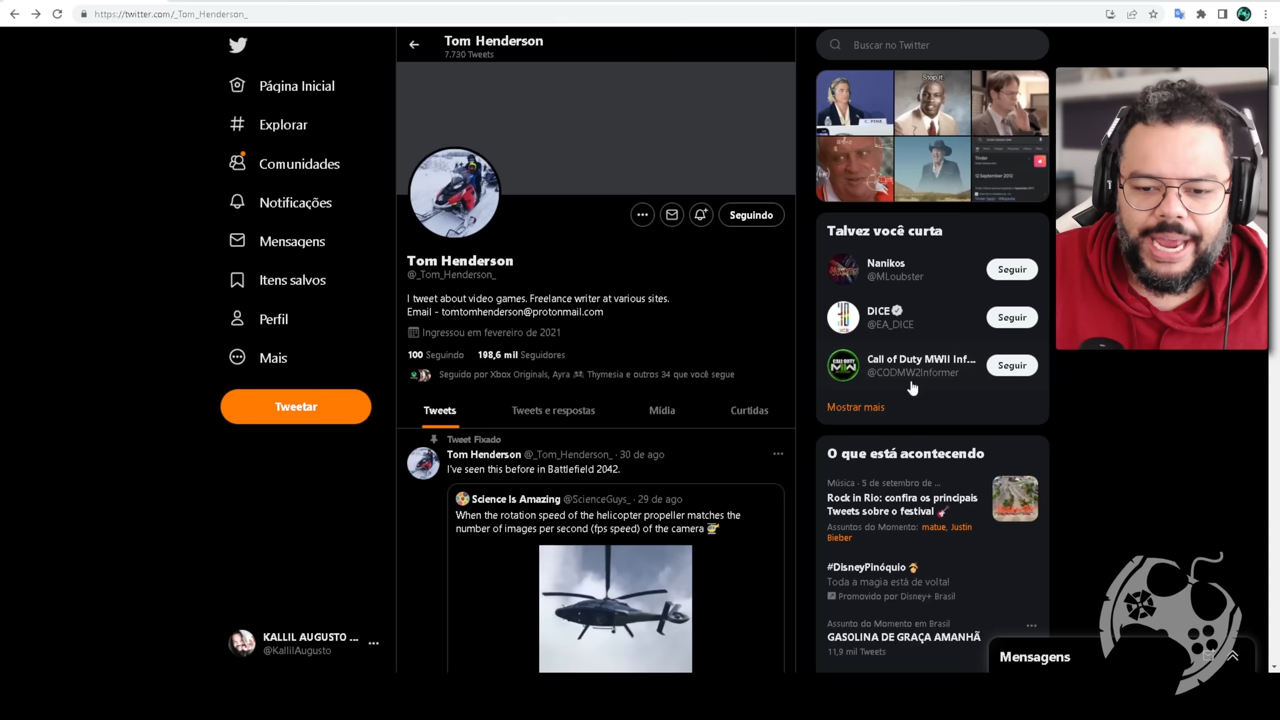 https://twitter.com/_Tom_Henderson_
Página Inicial
Explorar
Comunidades
Notificações
Mensagens
Itens salvos
Perfil
Mais
Tweetar
KALLIL AUGUSTO ...
@KallilAugusto
Tom Henderson
7.730 Tweets
Seguindo
Tom Henderson
@_Tom_Henderson_
I tweet about video games. Freelance writer at various sites.
Email - tomtomhenderson@protonmail.com
Ingressou em fevereiro de 2021
100 Seguindo 198,6 mil Seguidores
Seguido por Xbox Originals, Ayra Thymesia e outros 34 que você segue
Tweets Tweets e respostas Mídia Curtidas
Tweet Fixado
Tom Henderson @_Tom_Henderson_ · 30 de ago
I've seen this before in Battlefield 2042.
Science Is Amazing @ScienceGuys_ · 29 de ago
When the rotation speed of the helicopter propeller matches the
number of images per second (fps speed) of the camera
Buscar no Twitter
Stop it
C. PINE
Tinder
12 September 2012
Talvez você curta
Nanikos
@MLoubster
Seguir
DICE
@EA_DICE
Seguir
Call of Duty MWII Inf...
@CODMW2Informer
Seguir
Mostrar mais
O que está acontecendo
Música · 5 de setembro de ...
Rock in Rio: confira os principais
Tweets sobre o festival
Assuntos do Momento: matue, Justin
Bieber
#DisneyPinóquio
Toda a magia está de volta!
Promovido por Disney+ Brasil
Assunto do Momento em Brasil
GASOLINA DE GRAÇA AMANHÃ
11,9 mil Tweets
Mensagens